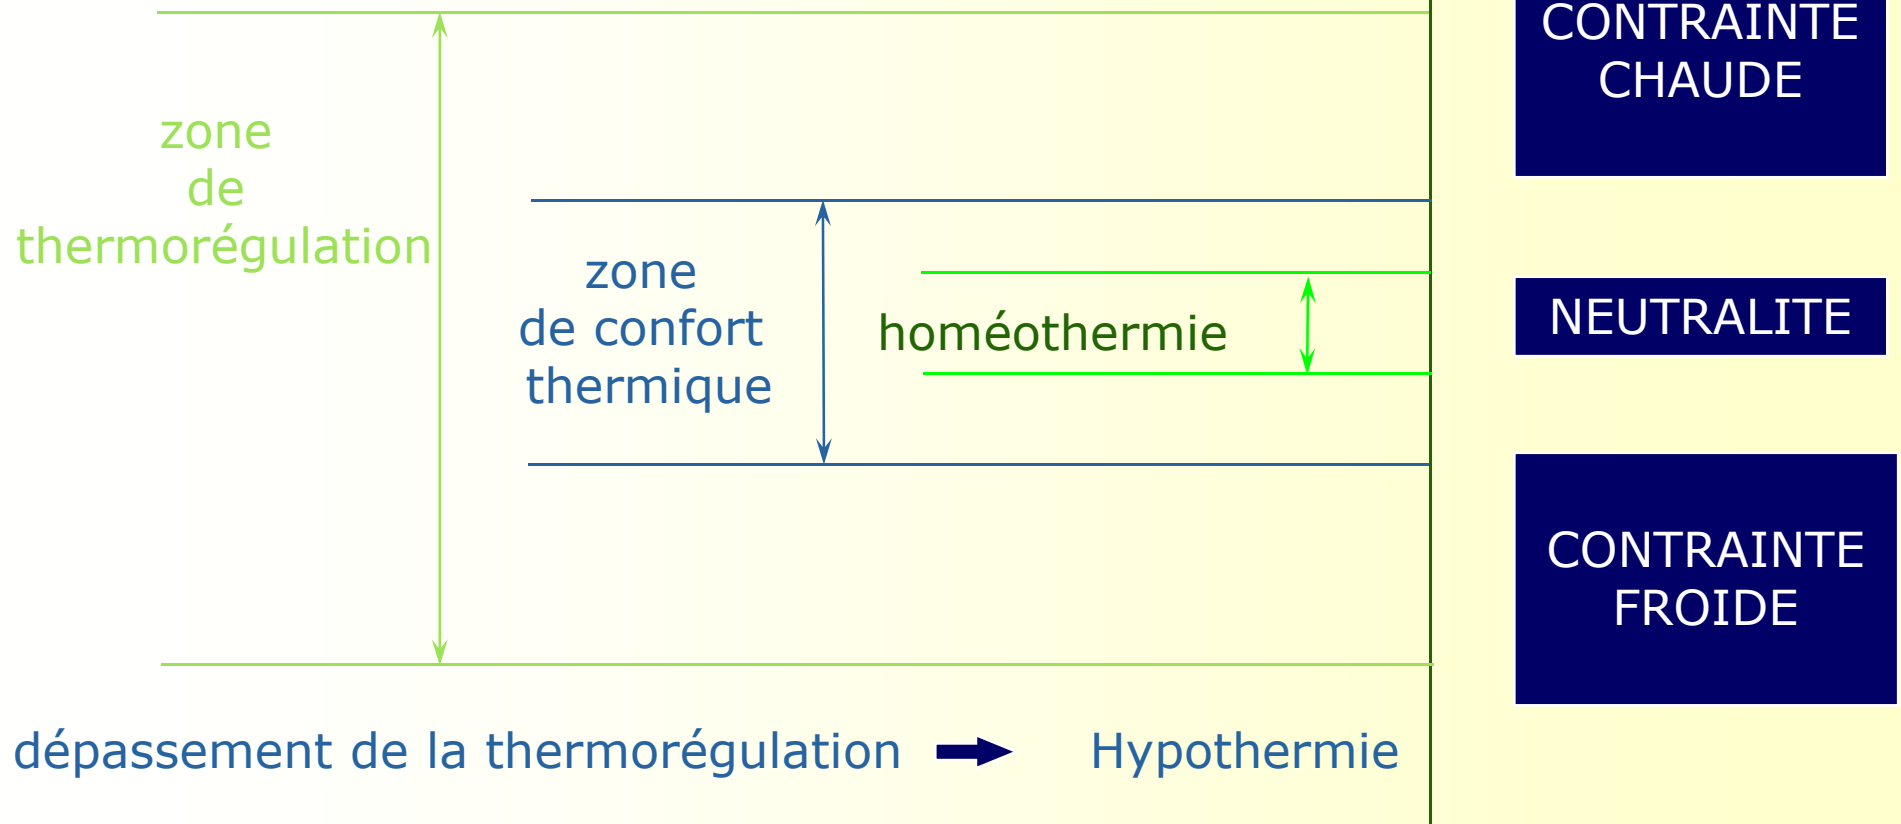 CONTRAINTE
CHAUDE
zone
de
thermorégulation
zone
de confort
thermique
homéothermie
NEUTRALITE
CONTRAINTE
FROIDE
dépassement de la thermorégulation
Hypothermie